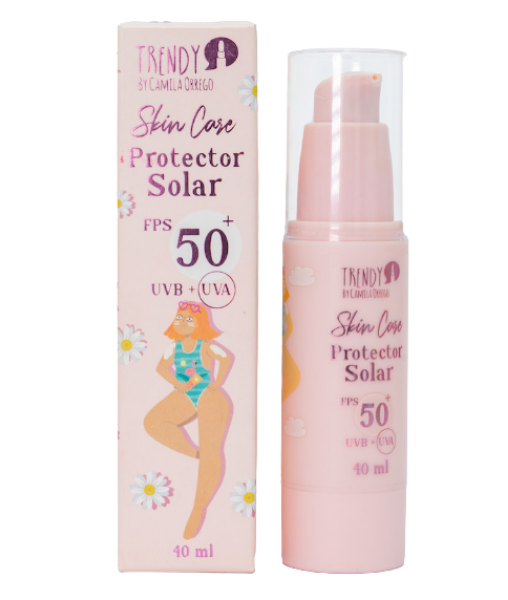 TRENDY
BY CAMILA ORREGO
Skin Care
Protector
Solar
FPS 50+
UVB + UVA
40 ml
TRENDY
BY CAMILA ORREGO
Skin Care
Protector
Solar
FPS 50+
UVB + UVA
40 ml